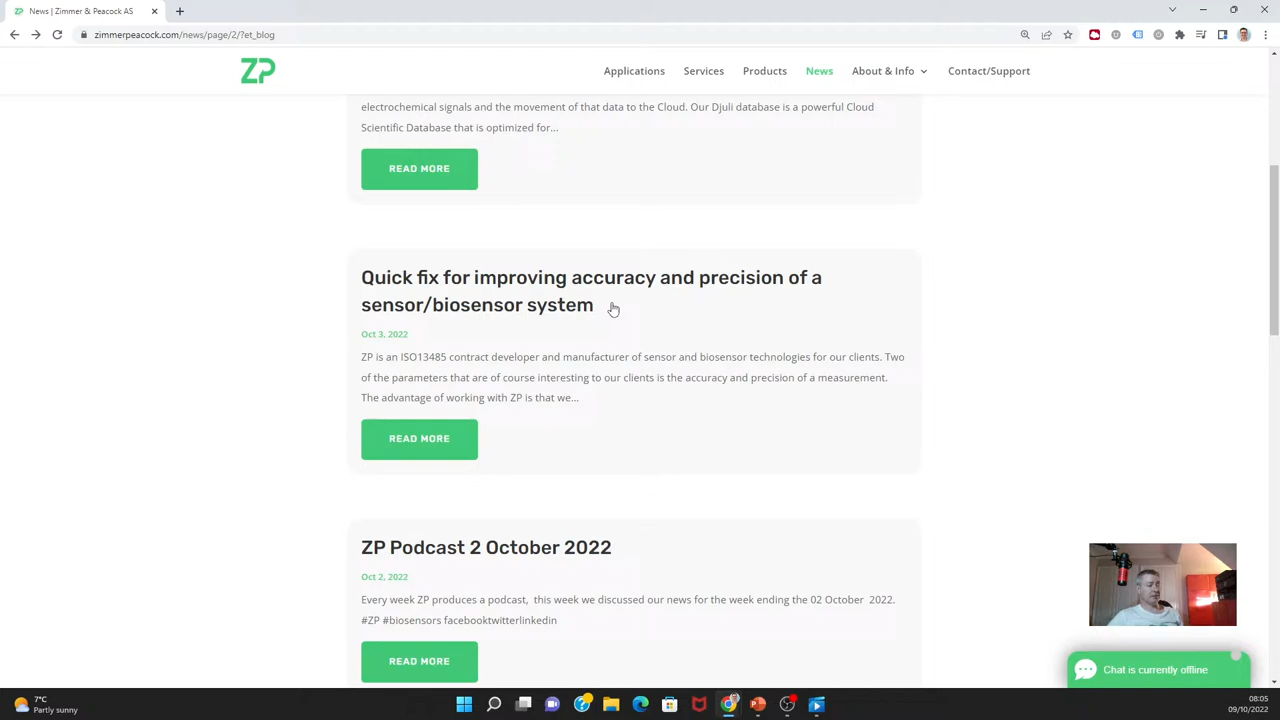 News | Zimmer & Peacock AS
zimmerpeacock.com/news/page/2/?et_blog
ZP
Applications
Services
Products
News
About & Info
Contact/Support
electrochemical signals and the movement of that data to the Cloud. Our Djuli database is a powerful Cloud
Scientific Database that is optimized for...
READ MORE
Quick fix for improving accuracy and precision of a
sensor/biosensor system
Oct 3, 2022
ZP is an ISO13485 contract developer and manufacturer of sensor and biosensor technologies for our clients. Two
of the parameters that are of course interesting to our clients is the accuracy and precision of a measurement.
The advantage of working with ZP is that we...
READ MORE
ZP Podcast 2 October 2022
Oct 2, 2022
Every week ZP produces a podcast, this week we discussed our news for the week ending the 02 October 2022.
#ZP #biosensors facebooktwitterlinkedin
READ MORE
Chat is currently offline
7°C
Partly sunny
08:05
09/10/2022